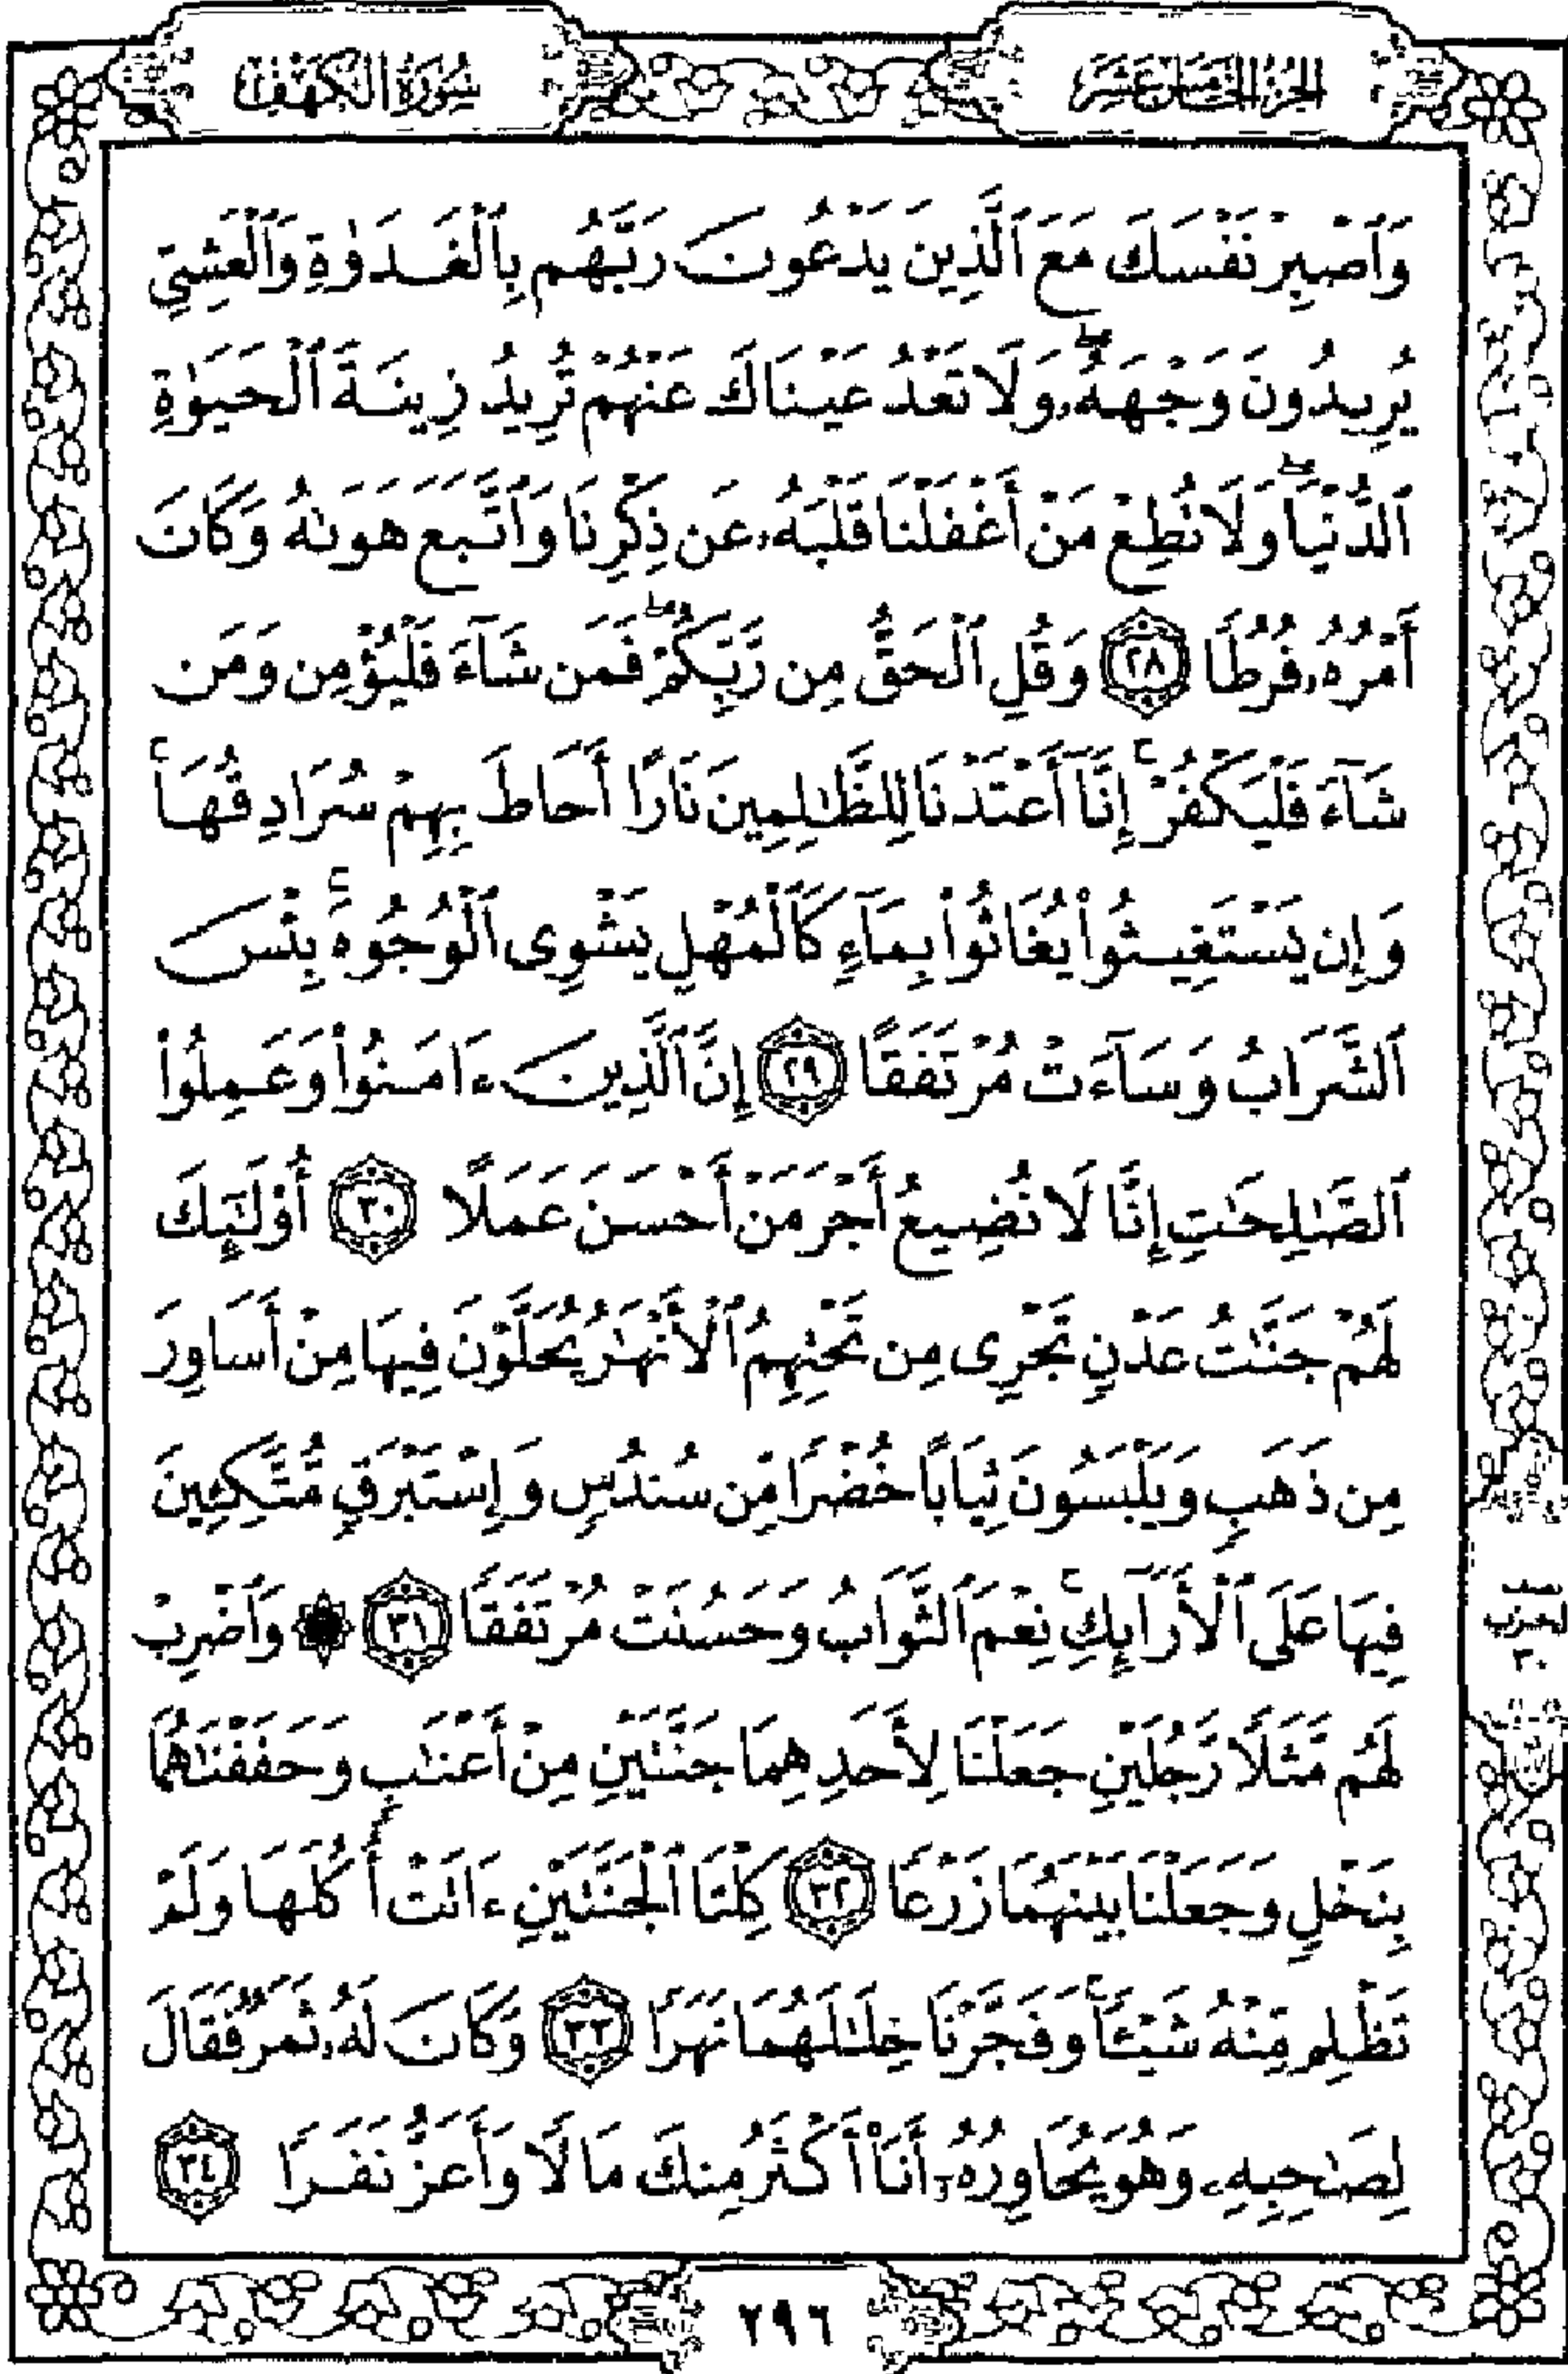 الجزء الخامس عشر
سورة الكهف
وَٱصْبِرْ نَفْسَكَ مَعَ ٱلَّذِينَ يَدْعُونَ رَبَّهُم بِٱلْغَدَوٰةِ وَٱلْعَشِىِّ
يُرِيدُونَ وَجْهَهُۥۖ وَلَا تَعْدُ عَيْنَاكَ عَنْهُمْ تُرِيدُ زِينَةَ ٱلْحَيَوٰةِ
ٱلدُّنْيَاۖ وَلَا تُطِعْ مَنْ أَغْفَلْنَا قَلْبَهُۥ عَن ذِكْرِنَا وَٱتَّبَعَ هَوَىٰهُ وَكَانَ
أَمْرُهُۥ فُرُطًا ٢٨ وَقُلِ ٱلْحَقُّ مِن رَّبِّكُمْۖ فَمَن شَآءَ فَلْيُؤْمِن وَمَن
شَآءَ فَلْيَكْفُرْۚ إِنَّآ أَعْتَدْنَا لِلظَّٰلِمِينَ نَارًا أَحَاطَ بِهِمْ سُرَادِقُهَاۚ
وَإِن يَسْتَغِيثُوا۟ يُغَاثُوا۟ بِمَآءٍ كَٱلْمُهْلِ يَشْوِى ٱلْوُجُوهَۚ بِئْسَ
ٱلشَّرَابُ وَسَآءَتْ مُرْتَفَقًا ٢٩ إِنَّ ٱلَّذِينَ ءَامَنُوا۟ وَعَمِلُوا۟
ٱلصَّٰلِحَٰتِ إِنَّا لَا نُضِيعُ أَجْرَ مَنْ أَحْسَنَ عَمَلًا ٣٠ أُو۟لَٰٓئِكَ
لَهُمْ جَنَّٰتُ عَدْنٍ تَجْرِى مِن تَحْتِهِمُ ٱلْأَنْهَٰرُ يُحَلَّوْنَ فِيهَا مِنْ أَسَاوِرَ
مِن ذَهَبٍ وَيَلْبَسُونَ ثِيَابًا خُضْرًا مِّن سُندُسٍ وَإِسْتَبْرَقٍ مُّتَّكِـِٔينَ
فِيهَا عَلَى ٱلْأَرَآئِكِۚ نِعْمَ ٱلثَّوَابُ وَحَسُنَتْ مُرْتَفَقًا ٣١ ۞ وَٱضْرِبْ
لَهُم مَّثَلًا رَّجُلَيْنِ جَعَلْنَا لِأَحَدِهِمَا جَنَّتَيْنِ مِنْ أَعْنَٰبٍ وَحَفَفْنَٰهُمَا
بِنَخْلٍ وَجَعَلْنَا بَيْنَهُمَا زَرْعًا ٣٢ كِلْتَا ٱلْجَنَّتَيْنِ ءَاتَتْ أُكُلَهَا وَلَمْ
تَظْلِم مِّنْهُ شَيْـًٔاۚ وَفَجَّرْنَا خِلَٰلَهُمَا نَهَرًا ٣٣ وَكَانَ لَهُۥ ثَمَرٌ فَقَالَ
لِصَٰحِبِهِۦ وَهُوَ يُحَاوِرُهُۥٓ أَنَا۠ أَكْثَرُ مِنكَ مَالًا وَأَعَزُّ نَفَرًا ٣٤
نصف
الحزب
٣٠
٢٩٦